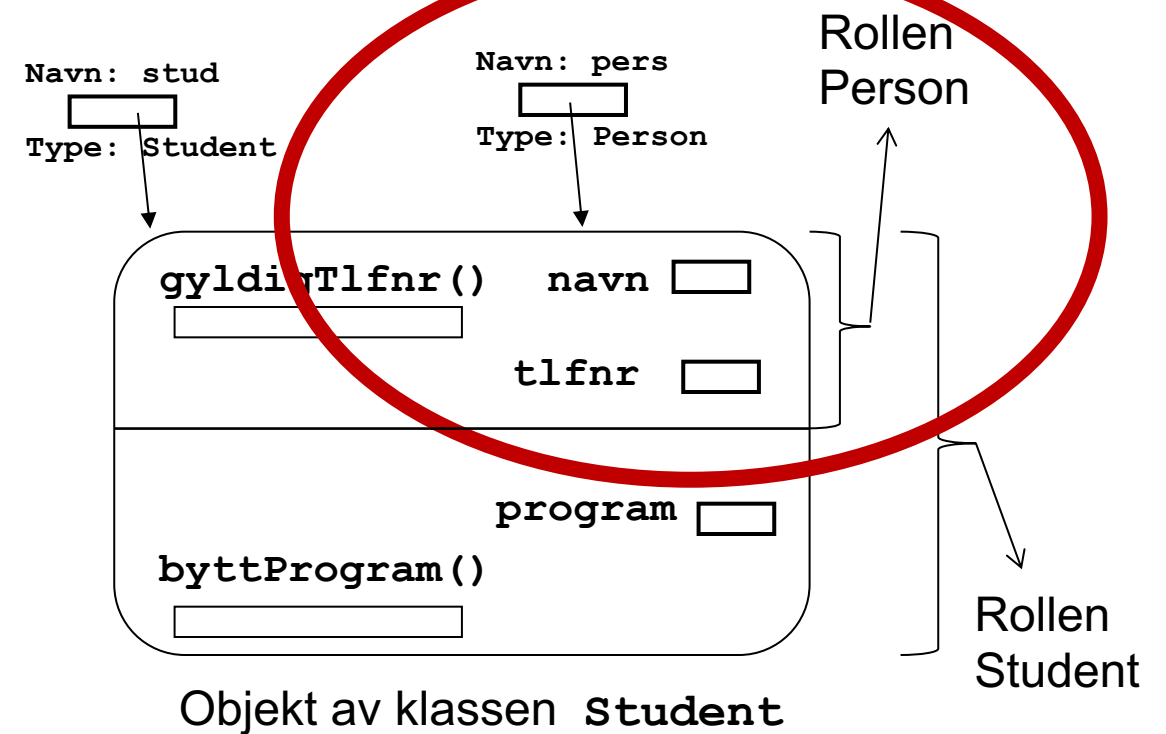 Navn: stud
Type: Student
Navn: pers
Type: Person
Rollen
Person
gyldigTlfnr()
navn
tlfnr
program
byttProgram()
Rollen
Student
Objekt av klassen Student